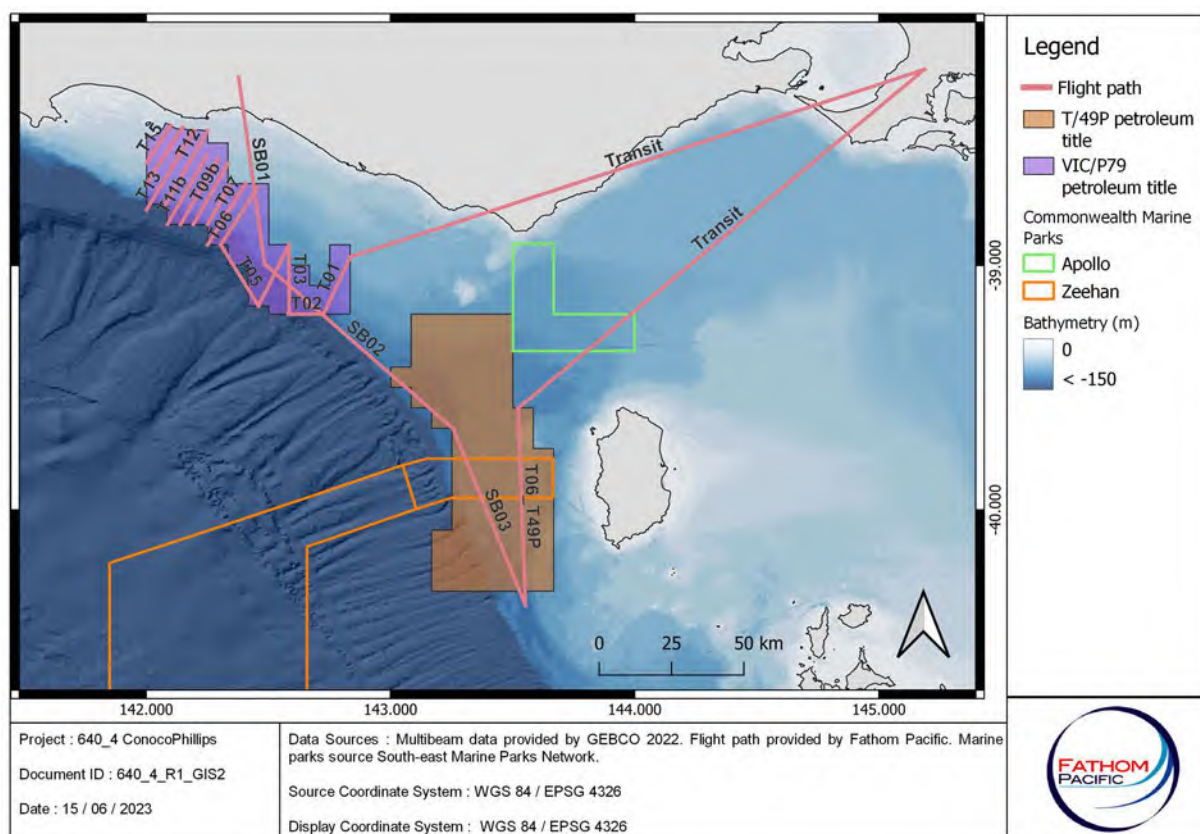 Transit
Transit
SB01
SB02
SB03
T15
T12
T13
T11b
T09b
T07
T06
T05
T03
T01
T02
T06
T49P
0 25 50 km
-39.000
-40.000
142.000 143.000 144.000 145.000
Legend
Flight path
T/49P petroleum
title
VIC/P79
petroleum title
Commonwealth Marine
Parks
Apollo
Zeehan
Bathymetry (m)
0
< -150
Project : 640_4 ConocoPhillips
Document ID : 640_4_R1_GIS2
Date : 15 / 06 / 2023
Data Sources : Multibeam data provided by GEBCO 2022. Flight path provided by Fathom Pacific. Marine
parks source South-east Marine Parks Network.
Source Coordinate System : WGS 84 / EPSG 4326
Display Coordinate System : WGS 84 / EPSG 4326
FATHOM
PACIFIC